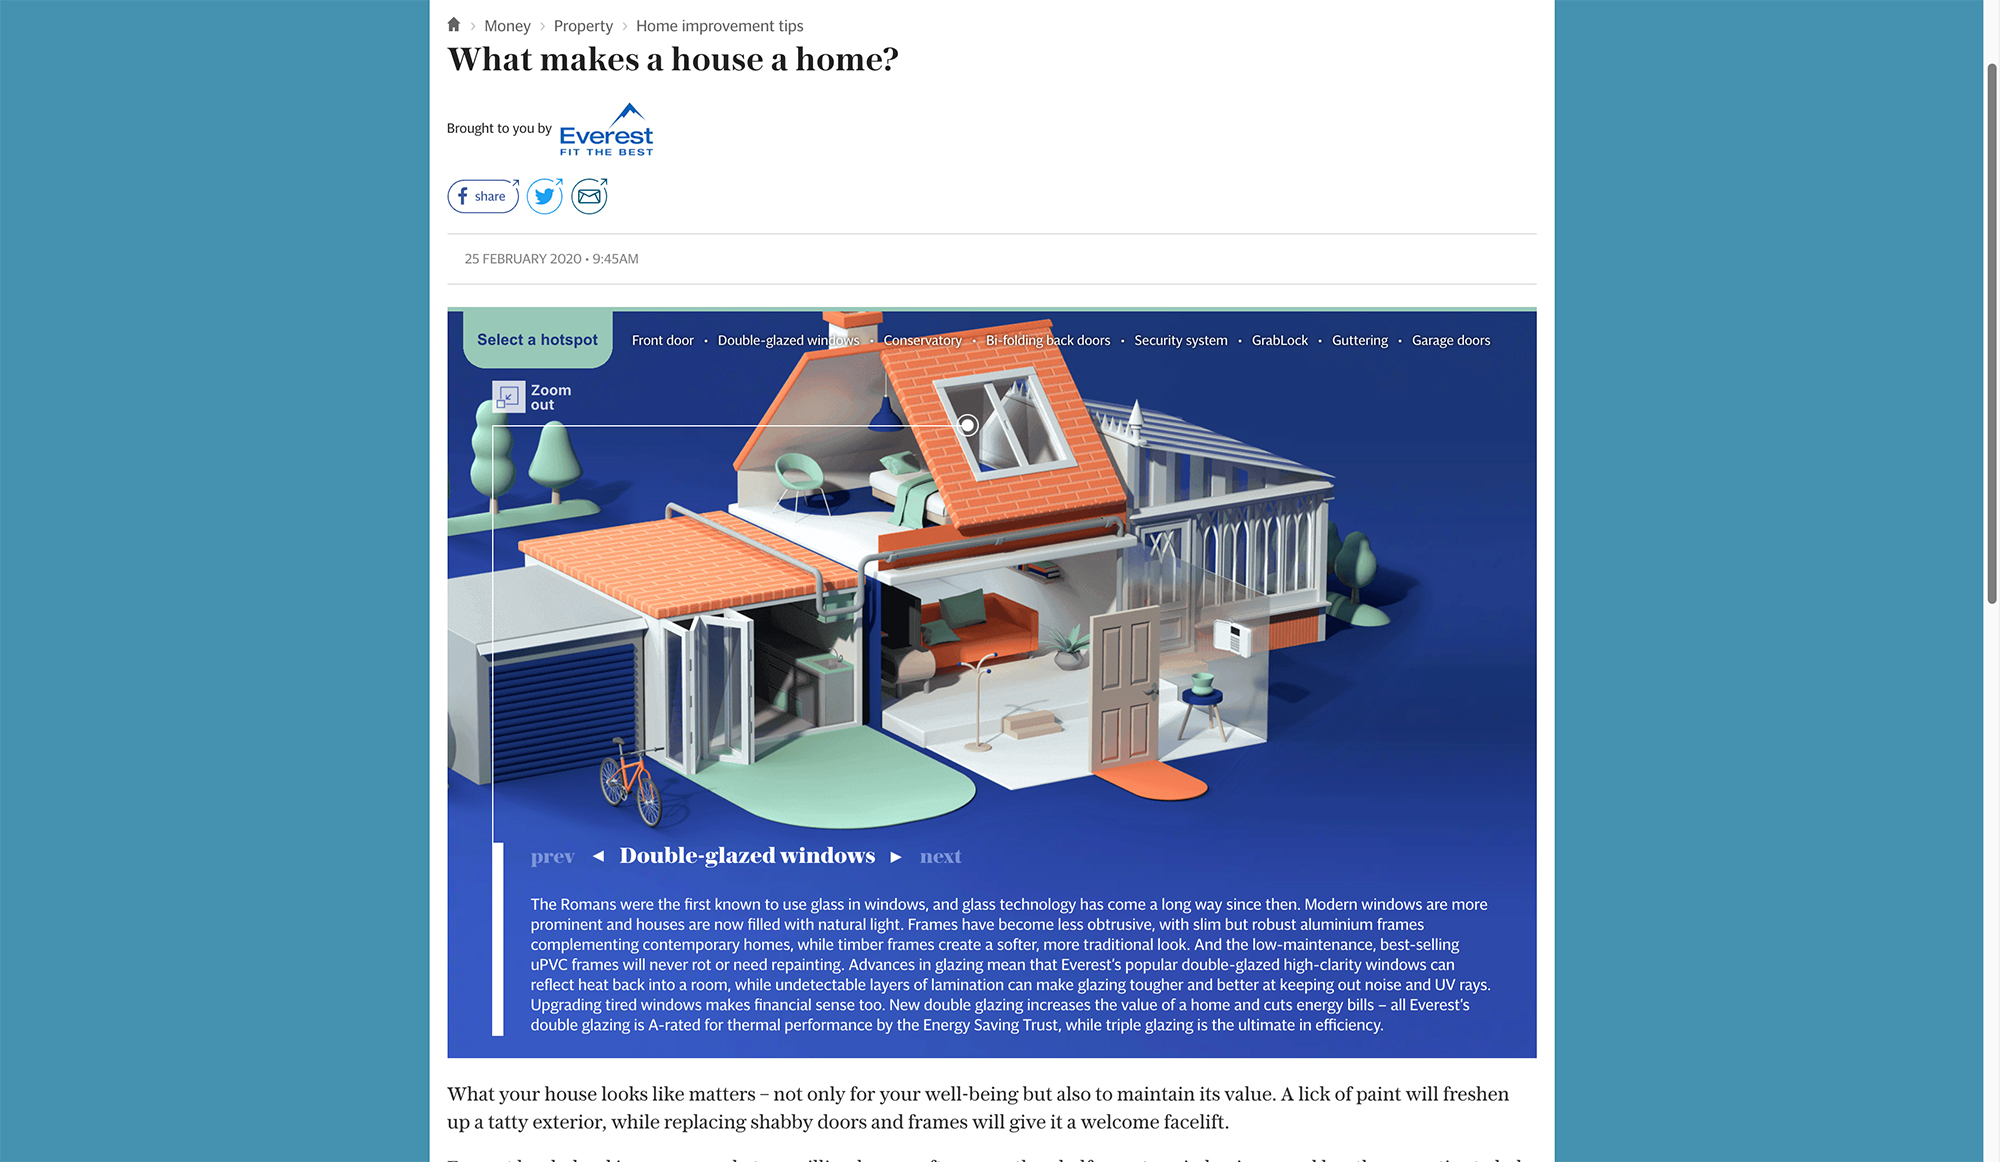 Money › Property › Home improvement tips
What makes a house a home?
Brought to you by
Everest
FIT THE BEST
share
25 FEBRUARY 2020 • 9:45AM
Select a hotspot
Front door • Double-glazed windows • Conservatory • Bi-folding back doors • Security system • GrabLock • Guttering • Garage doors
Zoom
out
prev ◄ Double-glazed windows ► next
The Romans were the first known to use glass in windows, and glass technology has come a long way since then. Modern windows are more
prominent and houses are now filled with natural light. Frames have become less obtrusive, with slim but robust aluminium frames
complementing contemporary homes, while timber frames create a softer, more traditional look. And the low-maintenance, best-selling
uPVC frames will never rot or need repainting. Advances in glazing mean that Everest’s popular double-glazed high-clarity windows can
reflect heat back into a room, while undetectable layers of lamination can make glazing tougher and better at keeping out noise and UV rays.
Upgrading tired windows makes financial sense too. New double glazing increases the value of a home and cuts energy bills – all Everest’s
double glazing is A-rated for thermal performance by the Energy Saving Trust, while triple glazing is the ultimate in efficiency.
What your house looks like matters – not only for your well-being but also to maintain its value. A lick of paint will freshen
up a tatty exterior, while replacing shabby doors and frames will give it a welcome facelift.